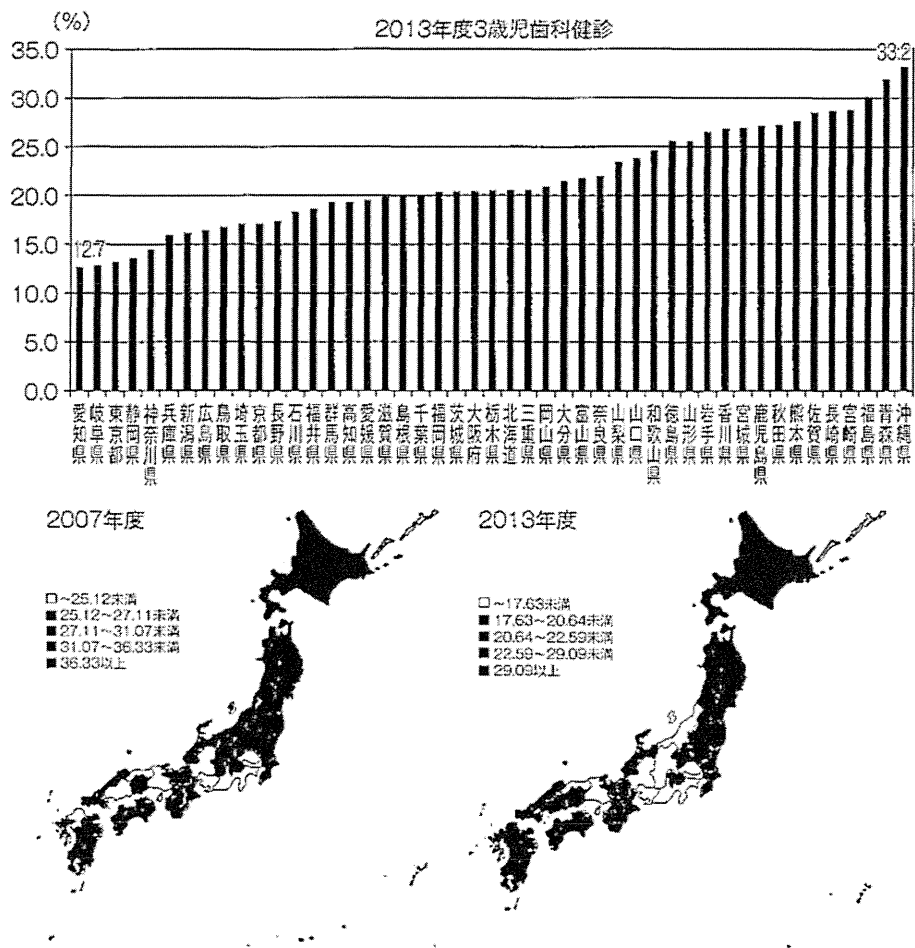 (%)
2013年度3歳児歯科健診
35.0
30.0
25.0
20.0
15.0
10.0
5.0
0.0
12.7
33.2
愛知県
岐阜県
東京都
静岡県
神奈川県
兵庫県
新潟県
広島県
鳥取県
埼玉県
京都府
長野県
石川県
福井県
群馬県
高知県
愛媛県
滋賀県
島根県
千葉県
福岡県
茨城県
大阪府
栃木県
北海道
三重県
岡山県
大分県
富山県
奈良県
山梨県
山口県
和歌山県
徳島県
山形県
岩手県
香川県
宮城県
鹿児島県
秋田県
熊本県
佐賀県
長崎県
宮崎県
福島県
青森県
沖縄県
2007年度
~25.12未満
25.12~27.11未満
27.11~31.07未満
31.07~36.33未満
36.33以上
2013年度
~17.63未満
17.63~20.64未満
20.64~22.59未満
22.59~29.09未満
29.09以上